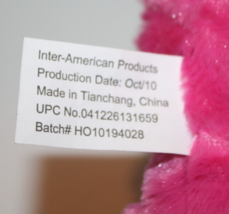 Inter-American Products
Production Date: Oct/10
Made in Tianchang, China
UPC No.041226131659
Batch# HO10194028